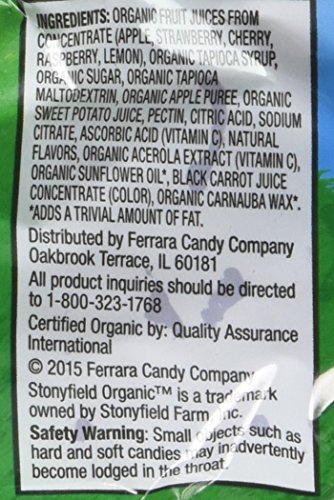 INGREDIENTS: ORGANIC FRUIT JUICES FROM
CONCENTRATE (APPLE, STRAWBERRY, CHERRY,
RASPBERRY, LEMON), ORGANIC TAPIOCA SYRUP,
ORGANIC SUGAR, ORGANIC TAPIOCA
MALTODEXTRIN, ORGANIC APPLE PUREE, ORGANIC
SWEET POTATO JUICE, PECTIN, CITRIC ACID, SODIUM
CITRATE, ASCORBIC ACID (VITAMIN C), NATURAL
FLAVORS, ORGANIC ACEROLA EXTRACT (VITAMIN C),
ORGANIC SUNFLOWER OIL*, BLACK CARROT JUICE
CONCENTRATE (COLOR), ORGANIC CARNAUBA WAX*.
*ADDS A TRIVIAL AMOUNT OF FAT.
Distributed by Ferrara Candy Company
Oakbrook Terrace, IL 60181
All product inquiries should be directed
to 1-800-323-1768
Certified Organic by: Quality Assurance
International
© 2015 Ferrara Candy Company
Stonyfield Organic™ is a trademark
owned by Stonyfield Farm, Inc.
Safety Warning: Small objects such as
hard and soft candies may inadvertently
become lodged in the throat.